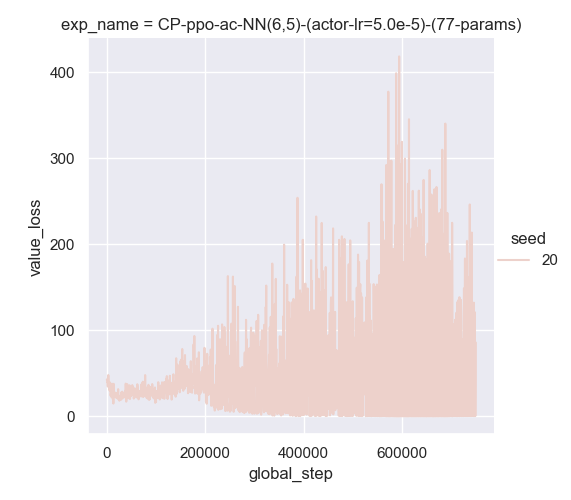 exp_name = CP-ppo-ac-NN(6,5)-(actor-lr=5.0e-5)-(77-params)
400
300
200
100
0
value_loss
0
200000
400000
600000
global_step
seed
20